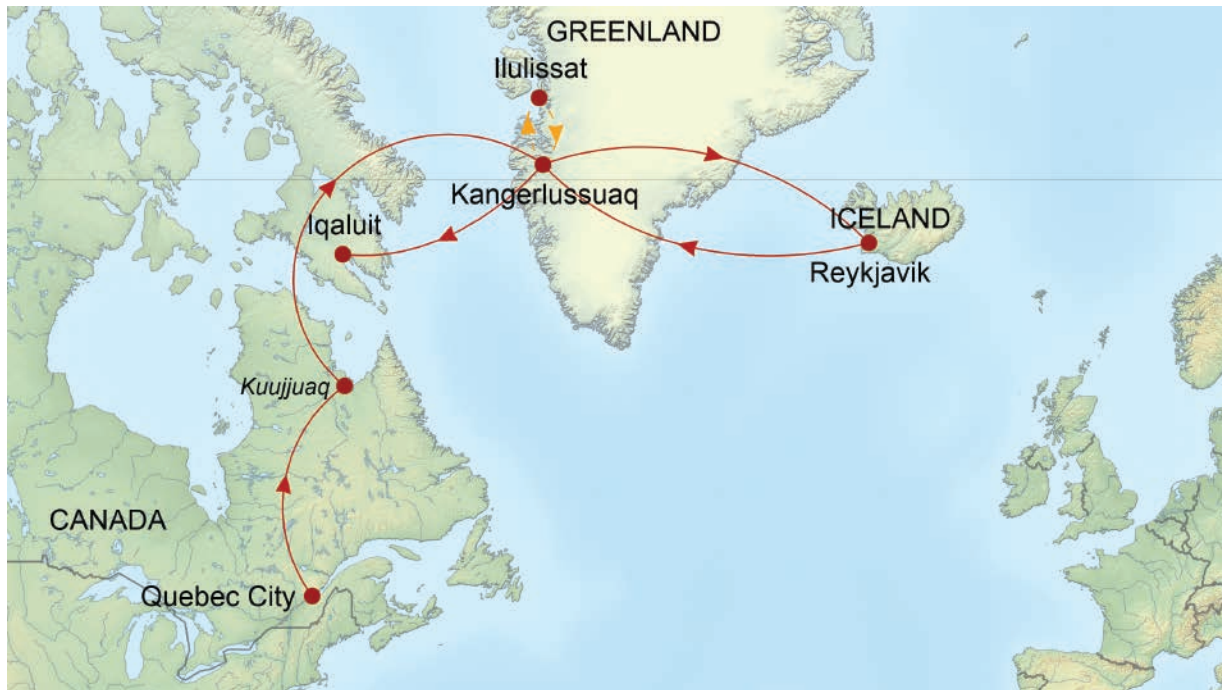 GREENLAND
Ilulissat
Kangerlussuaq
Iqaluit
ICELAND
Reykjavik
Kuujjuaq
CANADA
Quebec City